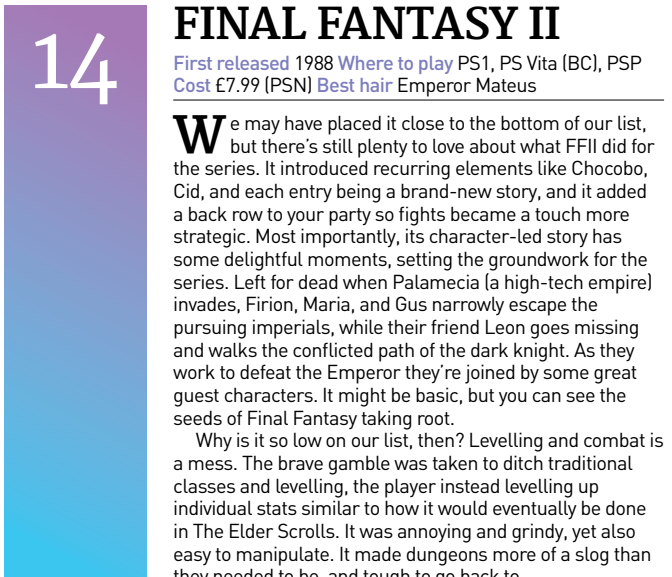 14
FINAL FANTASY II
First released 1988 Where to play PS1, PS Vita (BC), PSP
Cost £7.99 (PSN) Best hair Emperor Mateus
We may have placed it close to the bottom of our list,
but there's still plenty to love about what FFII did for
the series. It introduced recurring elements like Chocobo,
Cid, and each entry being a brand-new story, and it added
a back row to your party so fights became a touch more
strategic. Most importantly, its character-led story has
some delightful moments, setting the groundwork for the
series. Left for dead when Palamecia (a high-tech empire)
invades, Firion, Maria, and Gus narrowly escape the
pursuing imperials, while their friend Leon goes missing
and walks the conflicted path of the dark knight. As they
work to defeat the Emperor they're joined by some great
guest characters. It might be basic, but you can see the
seeds of Final Fantasy taking root.
Why is it so low on our list, then? Levelling and combat is
a mess. The brave gamble was taken to ditch traditional
classes and levelling, the player instead levelling up
individual stats similar to how it would eventually be done
in The Elder Scrolls. It was annoying and grindy, yet also
easy to manipulate. It made dungeons more of a slog than
they needed to be, and tough to go back to